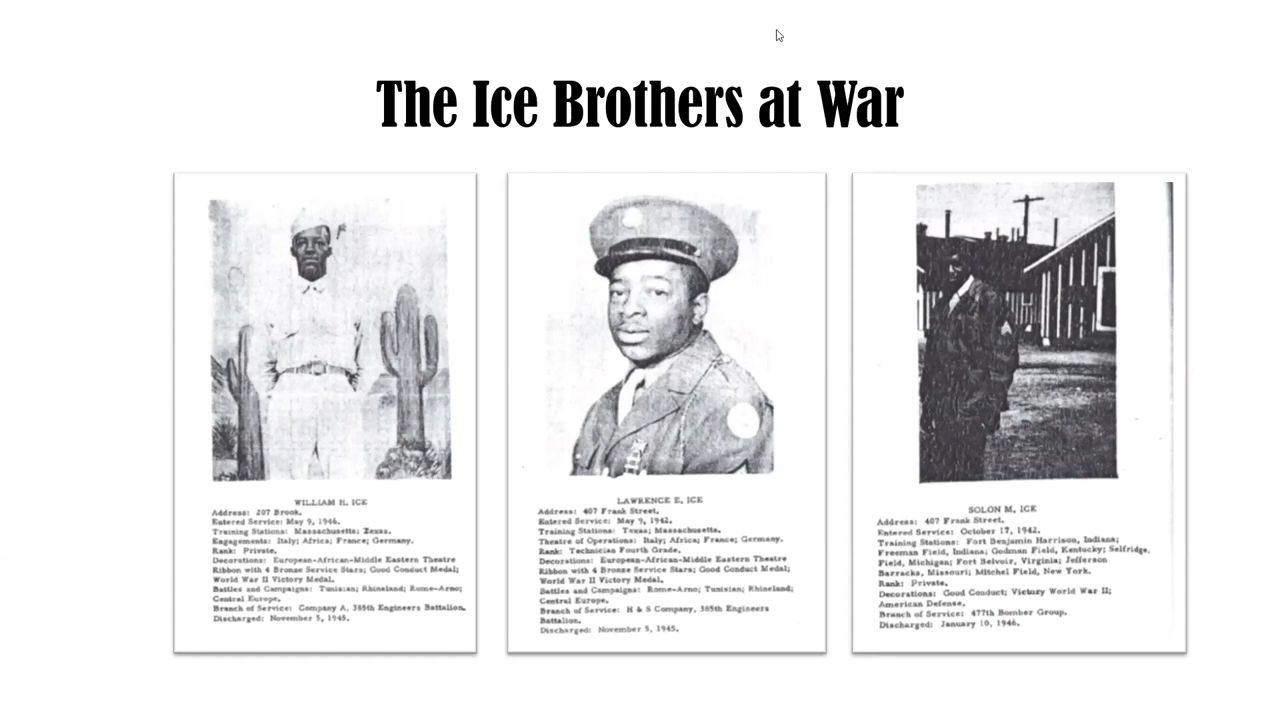 The Ice Brothers at War
WILLIAM H. ICE
Address: 207 Brook.
Entered Service: May 9, 1946.
Training Stations: Massachusetts; Texas.
Engagements: Italy; Africa; France; Germany.
Rank: Private.
Decorations: European-African-Middle Eastern Theatre
Ribbon with 4 Bronze Service Stars; Good Conduct Medal;
World War II Victory Medal.
Battles and Campaigns: Tunisian; Rhineland; Rome-Arno;
Central Europe.
Branch of Service: Company A, 385th Engineers Battalion.
Discharged: November 5, 1945.
LAWRENCE E. ICE
Address: 407 Frank Street.
Entered Service: May 9, 1942.
Training Stations: Texas; Massachusetts.
Theatre of Operations: Italy; Africa; France; Germany.
Rank: Technician Fourth Grade.
Decorations: European-African-Middle Eastern Theatre
Ribbon with 4 Bronze Service Stars; Good Conduct Medal;
World War II Victory Medal.
Battles and Campaigns: Rome-Arno; Tunisian; Rhineland;
Central Europe.
Branch of Service: H & S Company, 385th Engineers
Battalion.
Discharged: November 5, 1945.
SOLON M. ICE
Address: 407 Frank Street.
Entered Service: October 17, 1942.
Training Stations: Fort Benjamin Harrison, Indiana;
Freeman Field, Indiana; Godman Field, Kentucky; Selfridge,
Field, Michigan; Fort Belvoir, Virginia; Jefferson
Barracks, Missouri; Mitchel Field, New York.
Rank: Private.
Decorations: Good Conduct; Victory World War II;
American Defense.
Branch of Service: 477th Bomber Group.
Discharged: January 10, 1946.